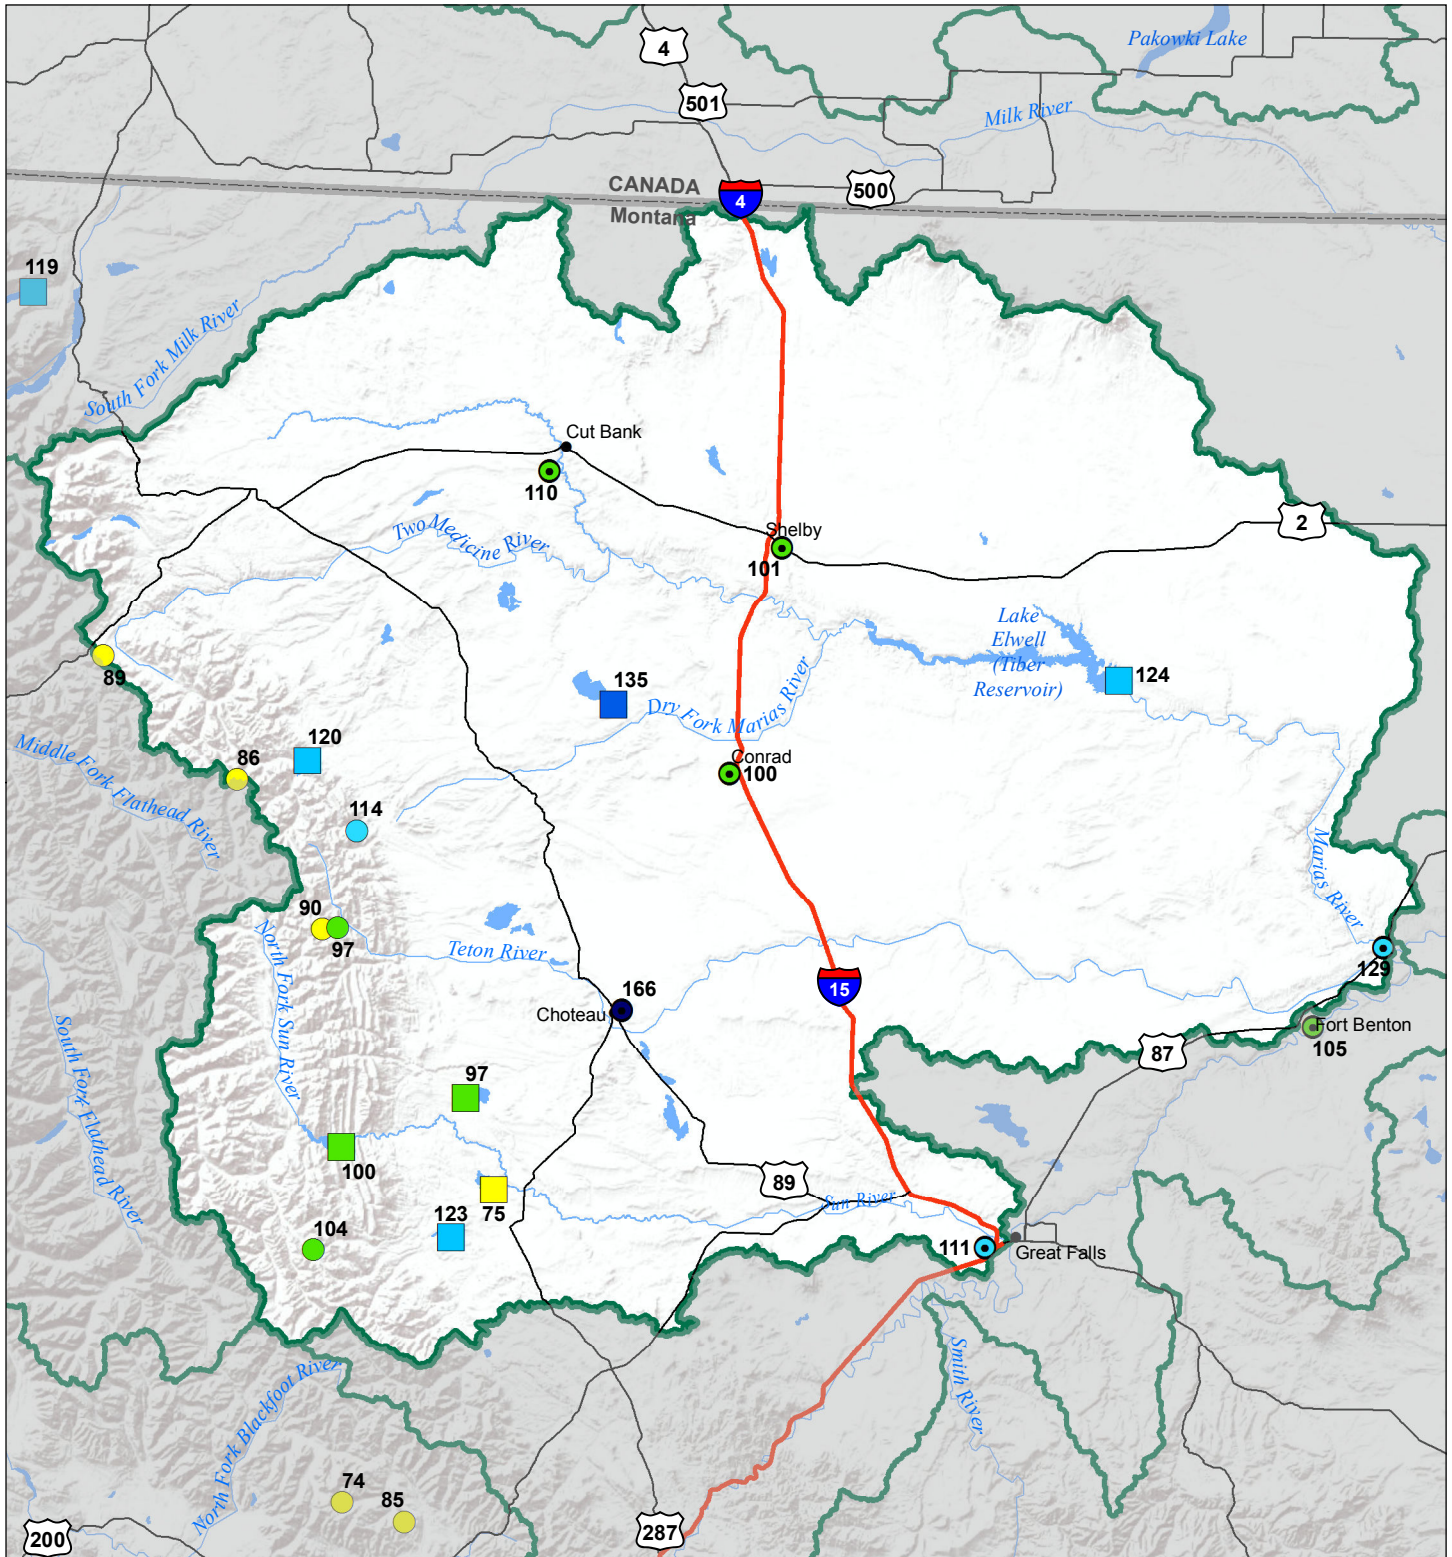 4
Pakowki Lake
501
Milk River
CANADA
500
4
Montana
119
South Fork Milk River
Cut Bank
110
Two Medicine River
2
Shelby
101
Lake
Elwell
(Tiber
Reservoir)
89
135
124
Dry Fork Marias River
Middle Fork Flathead River
120
86
Conrad
100
114
Marias River
90
97
North Fork Sun River
Teton River
129
166
15
Choteau
South Fork Flathead River
Fort Benton
87
105
97
100
89
75
Sun River
123
104
111
Great Falls
Smith River
North Fork Blackfoot River
74
85
200
287